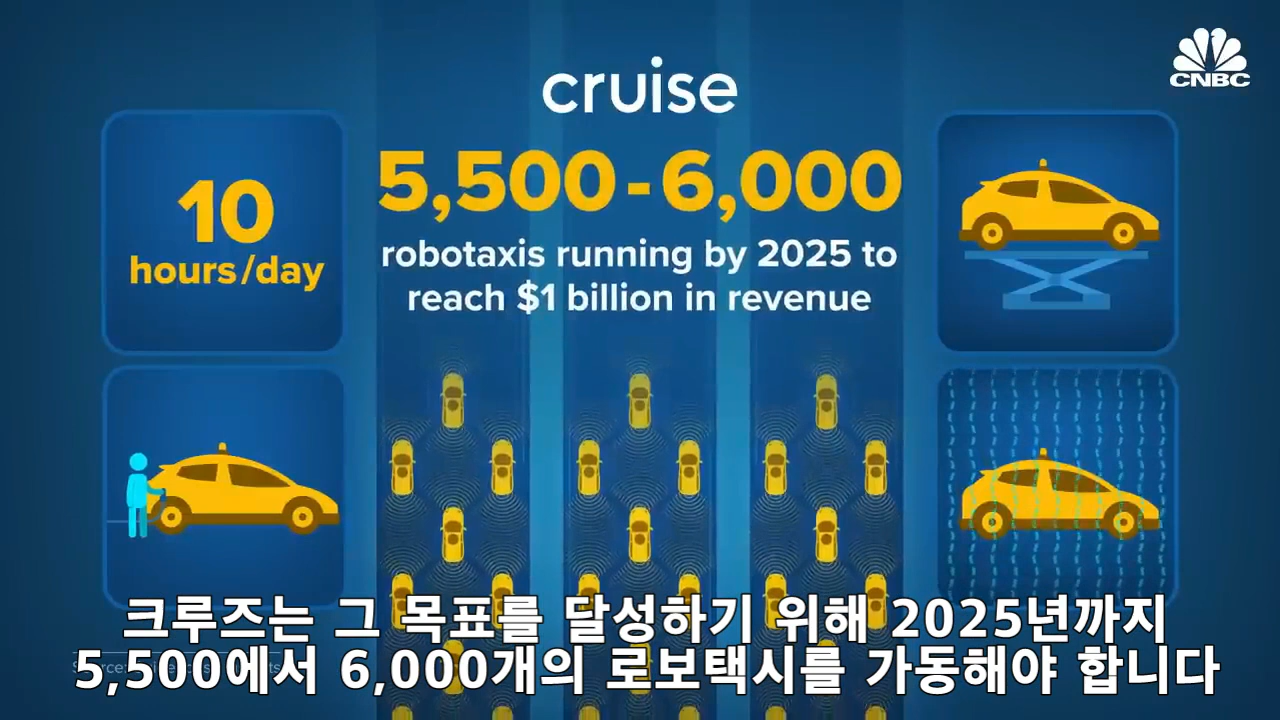 CNBC
cruise
5,500-6,000
robotaxis running by 2025 to
reach $1 billion in revenue
10
hours/day
크루즈는 그 목표를 달성하기 위해 2025년까지
5,500에서 6,000개의 로보택시를 가동해야 합니다